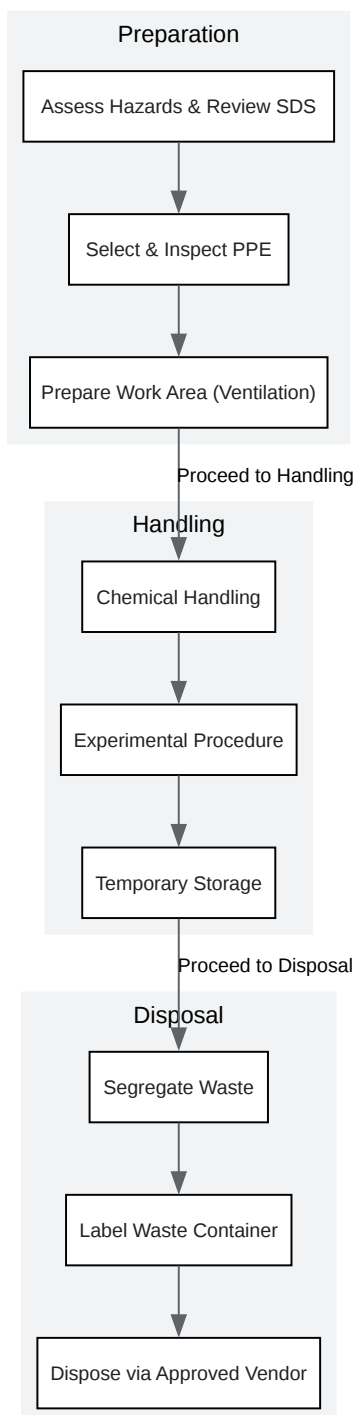 Preparation
Assess Hazards & Review SDS
Select & Inspect PPE
Prepare Work Area (Ventilation)
Proceed to Handling
Handling
Chemical Handling
Experimental Procedure
Temporary Storage
Proceed to Disposal
Disposal
Segregate Waste
Label Waste Container
Dispose via Approved Vendor